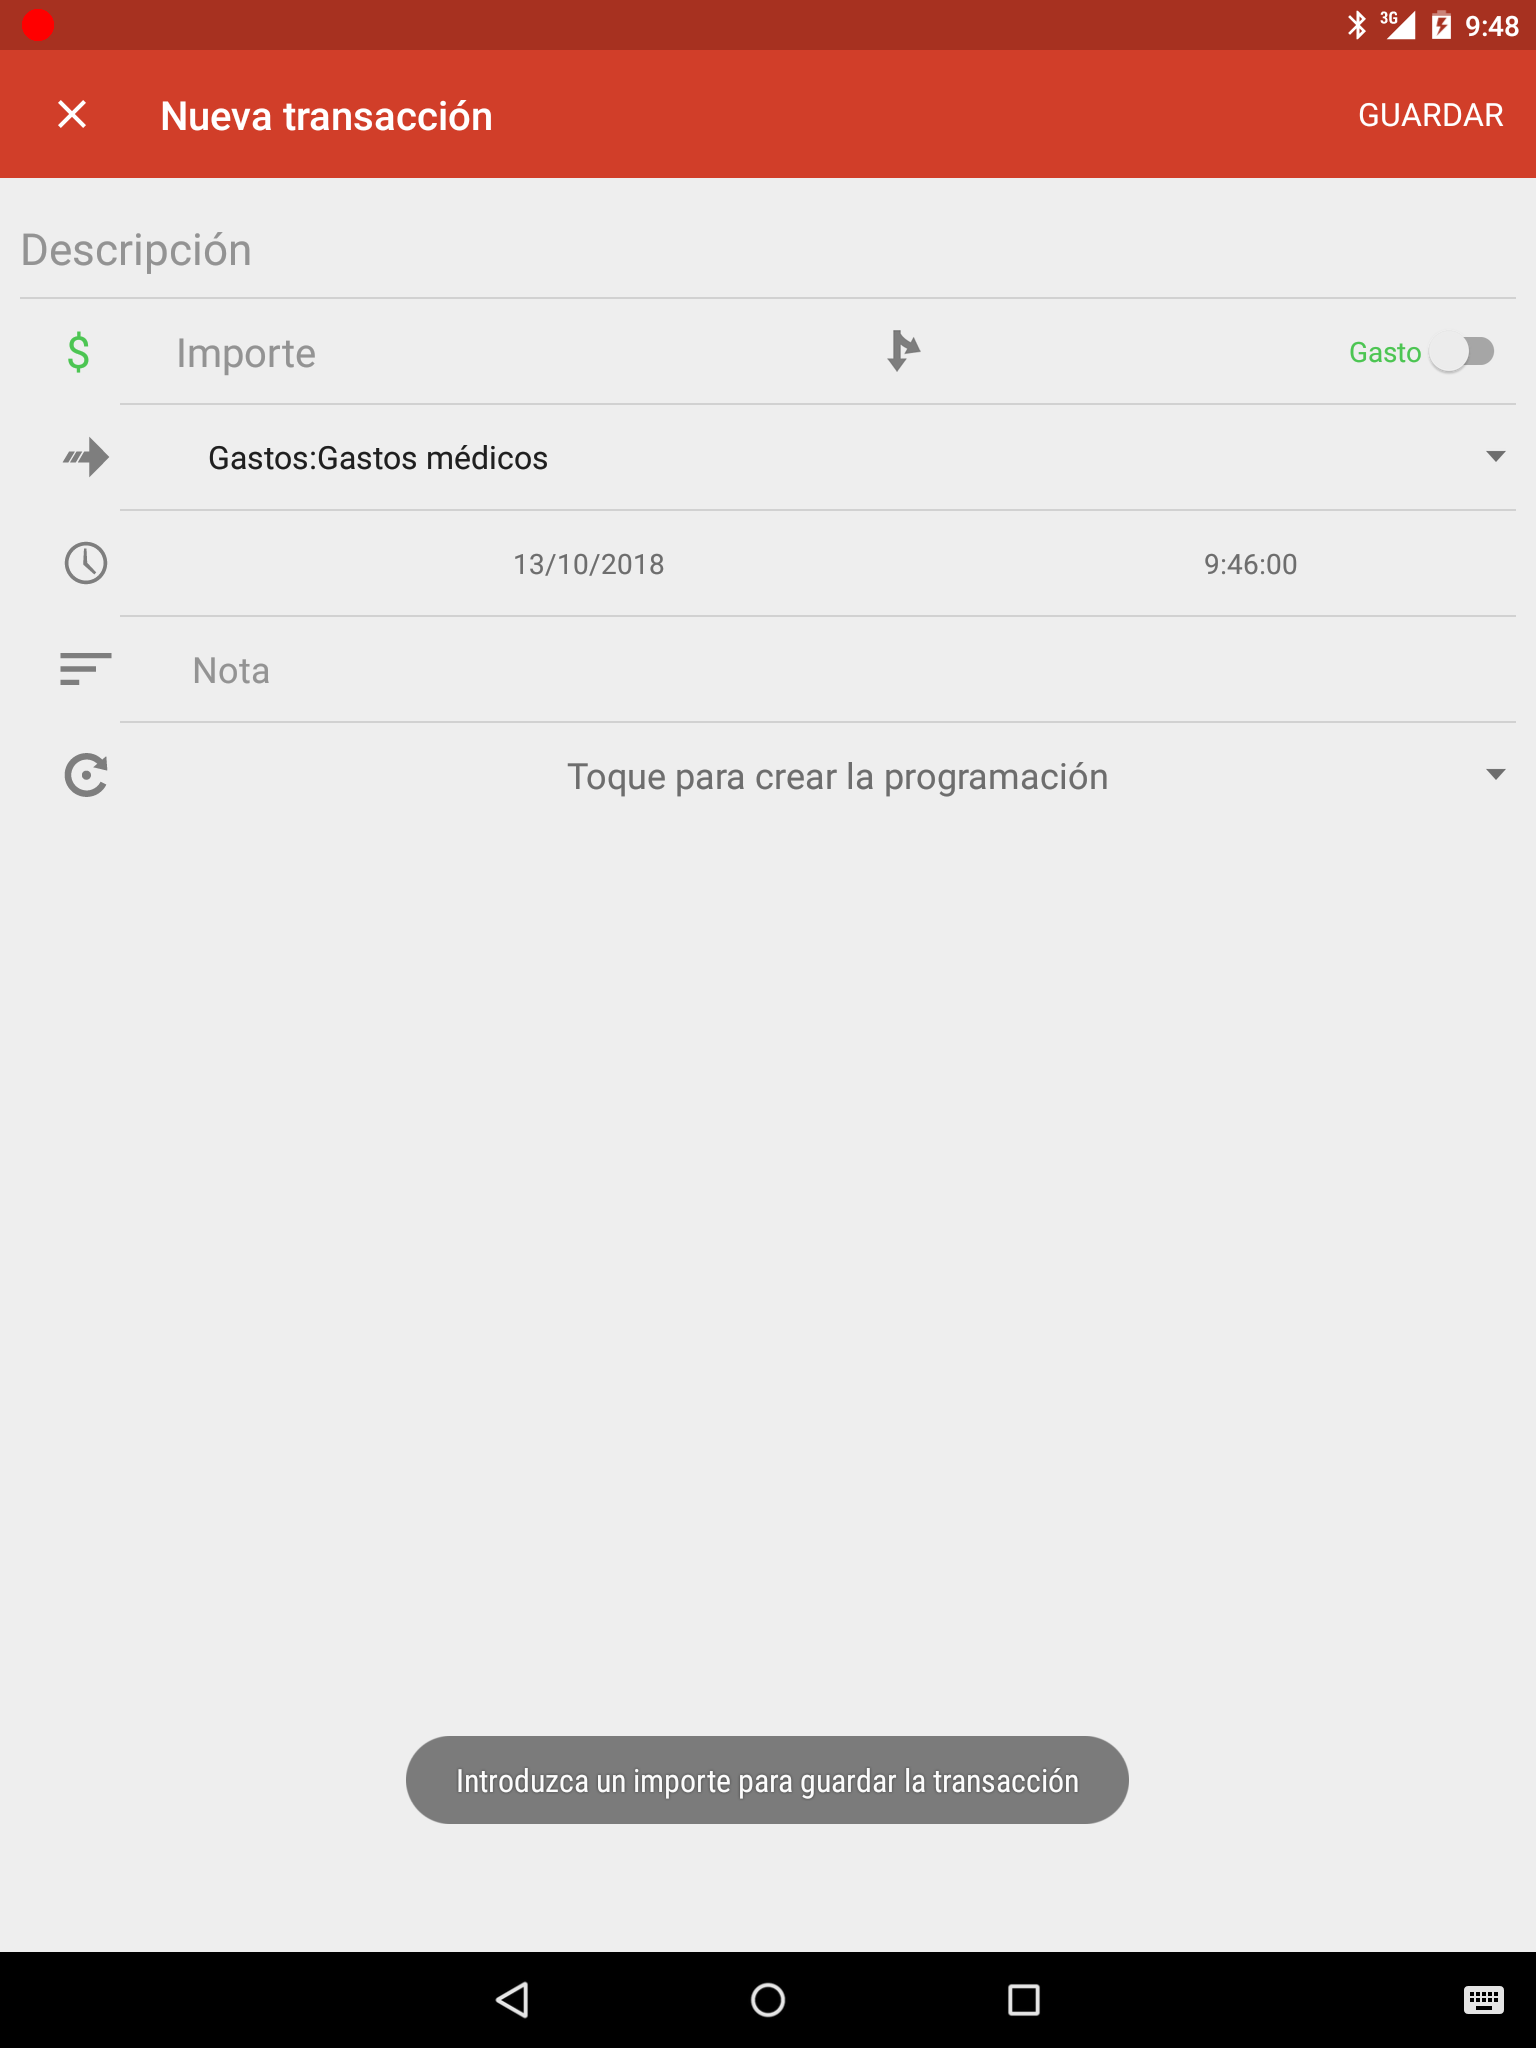 3G 9:48
Nueva transacción GUARDAR
Descripción
$ Importe Gasto
Gastos:Gastos médicos
13/10/2018 9:46:00
Nota
Toque para crear la programación
Introduzca un importe para guardar la transacción